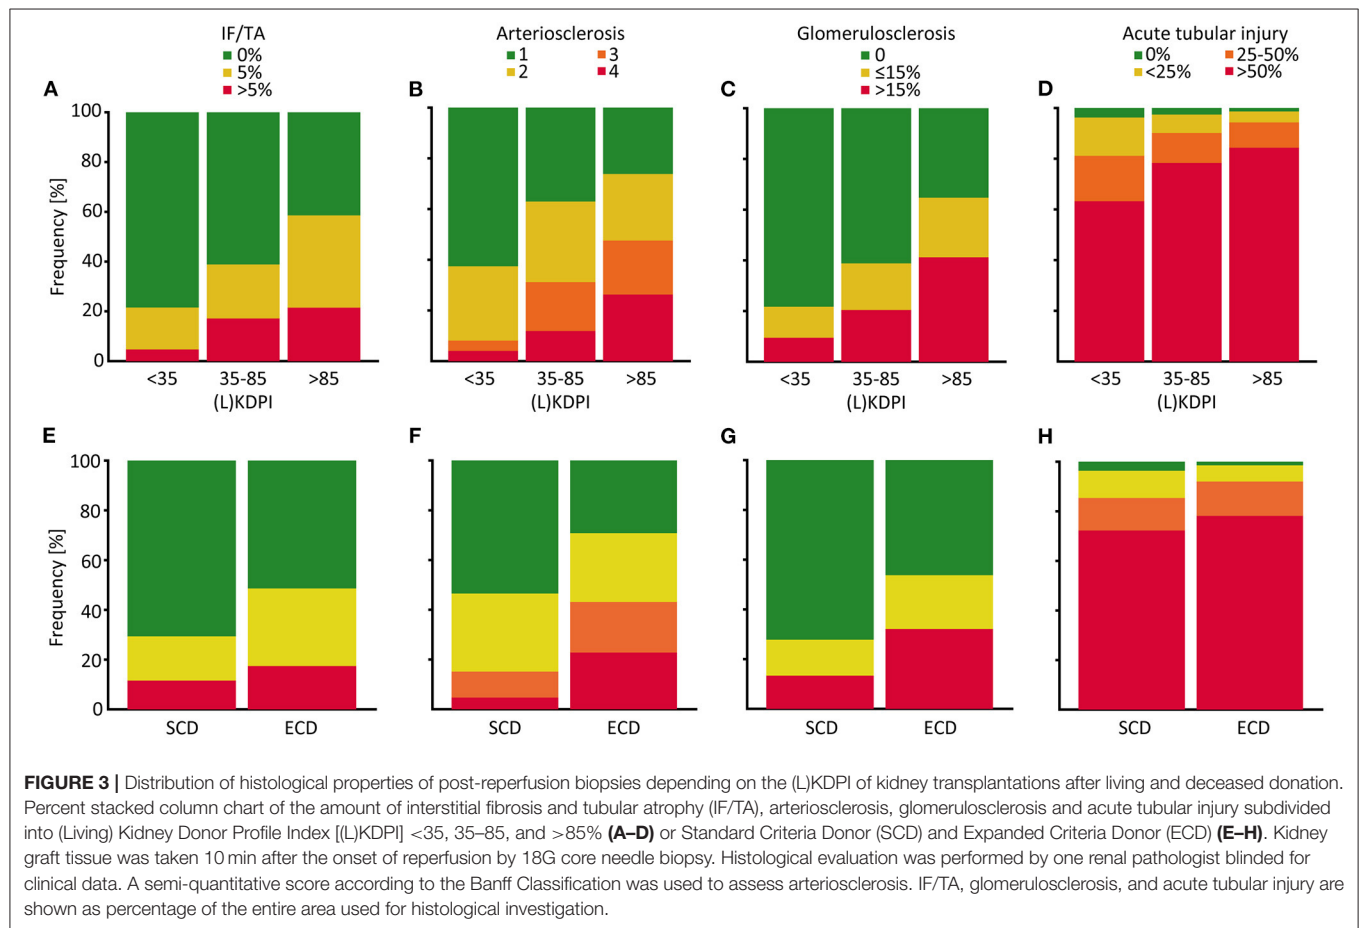 IF/TA
0%
5%
>5%
Arteriosclerosis
1 3
2 4
Glomerulosclerosis
0
≤15%
>15%
Acute tubular injury
0% 25-50%
<25% >50%
A B C D
Frequency [%]
100
80
60
40
20
0
<35 35-85 >85
(L)KDPI
<35 35-85 >85
(L)KDPI
<35 35-85 >85
(L)KDPI
<35 35-85 >85
(L)KDPI
E F G H
Frequency [%]
100
80
60
40
20
0
SCD ECD
SCD ECD
SCD ECD
SCD ECD
FIGURE 3 | Distribution of histological properties of post-reperfusion biopsies depending on the (L)KDPI of kidney transplantations after living and deceased donation.
Percent stacked column chart of the amount of interstitial fibrosis and tubular atrophy (IF/TA), arteriosclerosis, glomerulosclerosis and acute tubular injury subdivided
into (Living) Kidney Donor Profile Index [(L)KDPI] <35, 35–85, and >85% (A–D) or Standard Criteria Donor (SCD) and Expanded Criteria Donor (ECD) (E–H). Kidney
graft tissue was taken 10 min after the onset of reperfusion by 18G core needle biopsy. Histological evaluation was performed by one renal pathologist blinded for
clinical data. A semi-quantitative score according to the Banff Classification was used to assess arteriosclerosis. IF/TA, glomerulosclerosis, and acute tubular injury are
shown as percentage of the entire area used for histological investigation.